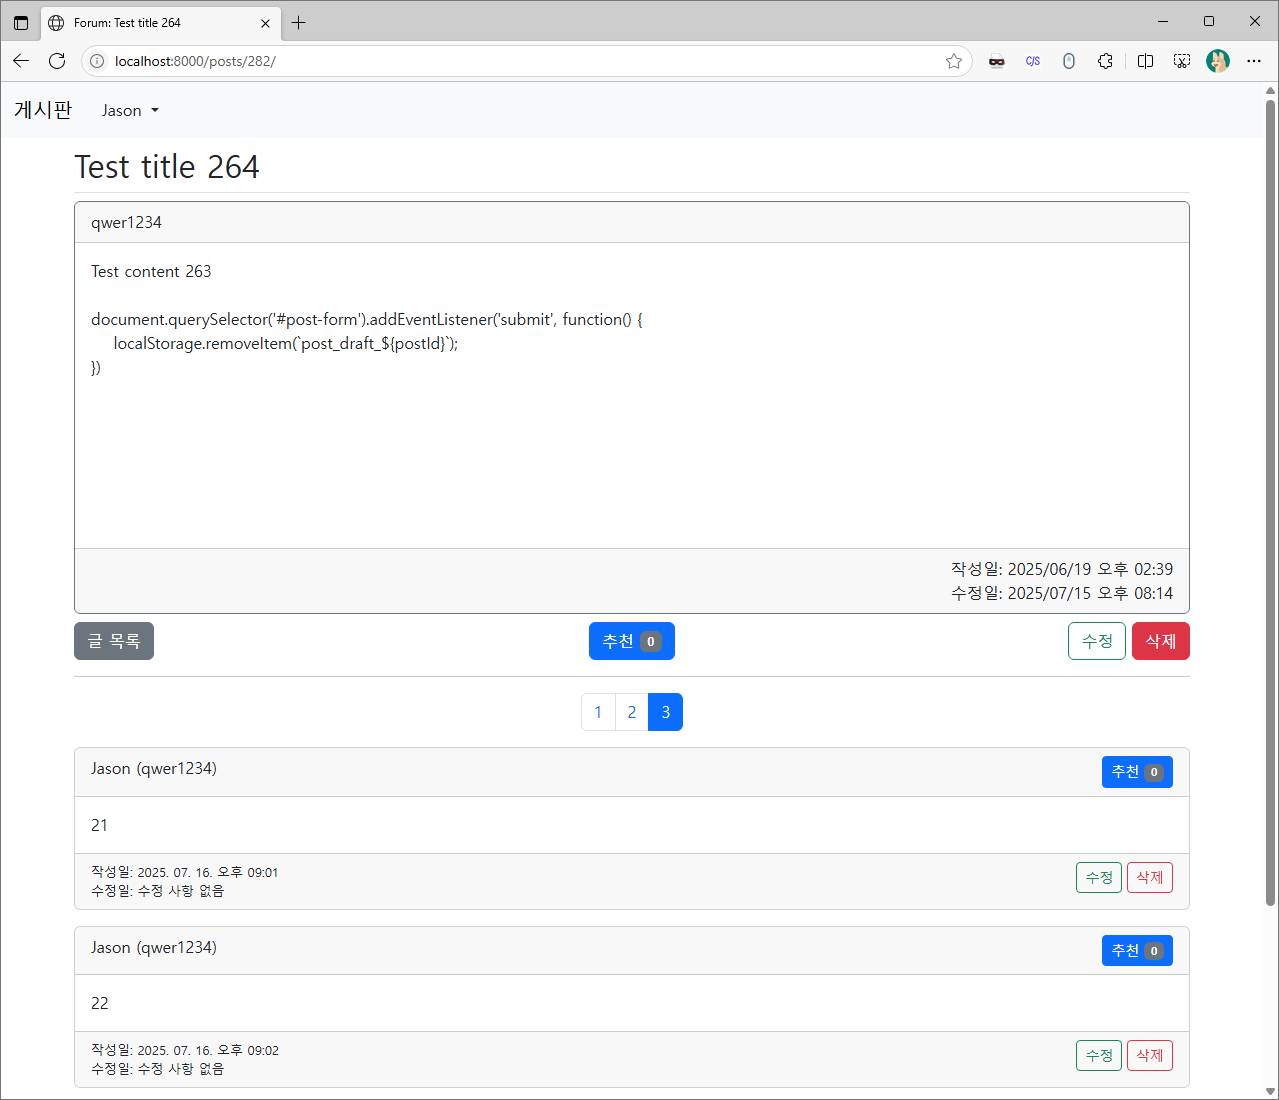 Forum: Test title 264
localhost:8000/posts/282/
C/S
게시판 Jason
Test title 264
qwer1234
Test content 263
document.querySelector('#post-form').addEventListener('submit', function() {
localStorage.removeItem(`post_draft_${postId}`);
})
작성일: 2025/06/19 오후 02:39
수정일: 2025/07/15 오후 08:14
글 목록 추천 0 수정 삭제
1 2 3
Jason (qwer1234) 추천 0
21
작성일: 2025. 07. 16. 오후 09:01
수정일: 수정 사항 없음
수정 삭제
Jason (qwer1234) 추천 0
22
작성일: 2025. 07. 16. 오후 09:02
수정일: 수정 사항 없음
수정 삭제